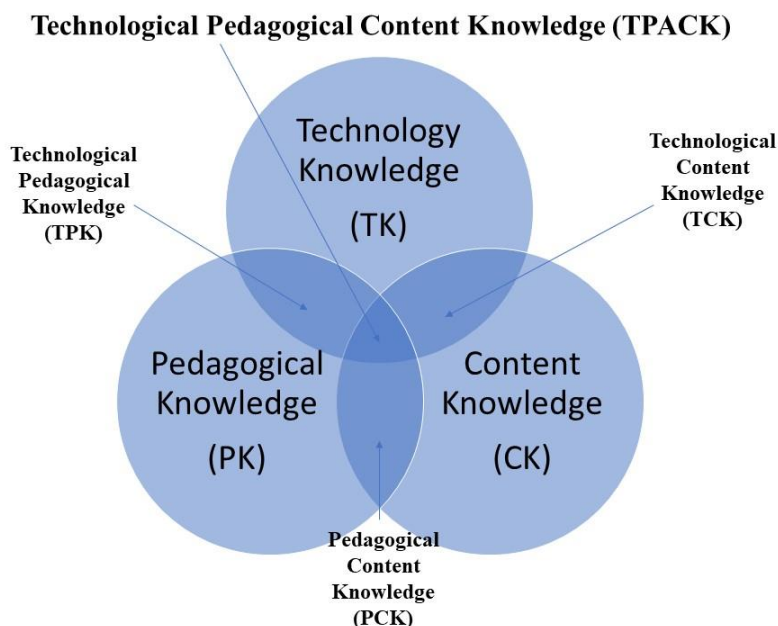 Technological Pedagogical Content Knowledge (TPACK)
Technology
Knowledge
(TK)
Technological
Pedagogical
Knowledge
(TPK)
Technological
Content
Knowledge
(TCK)
Pedagogical
Knowledge
(PK)
Content
Knowledge
(CK)
Pedagogical
Content
Knowledge
(PCK)